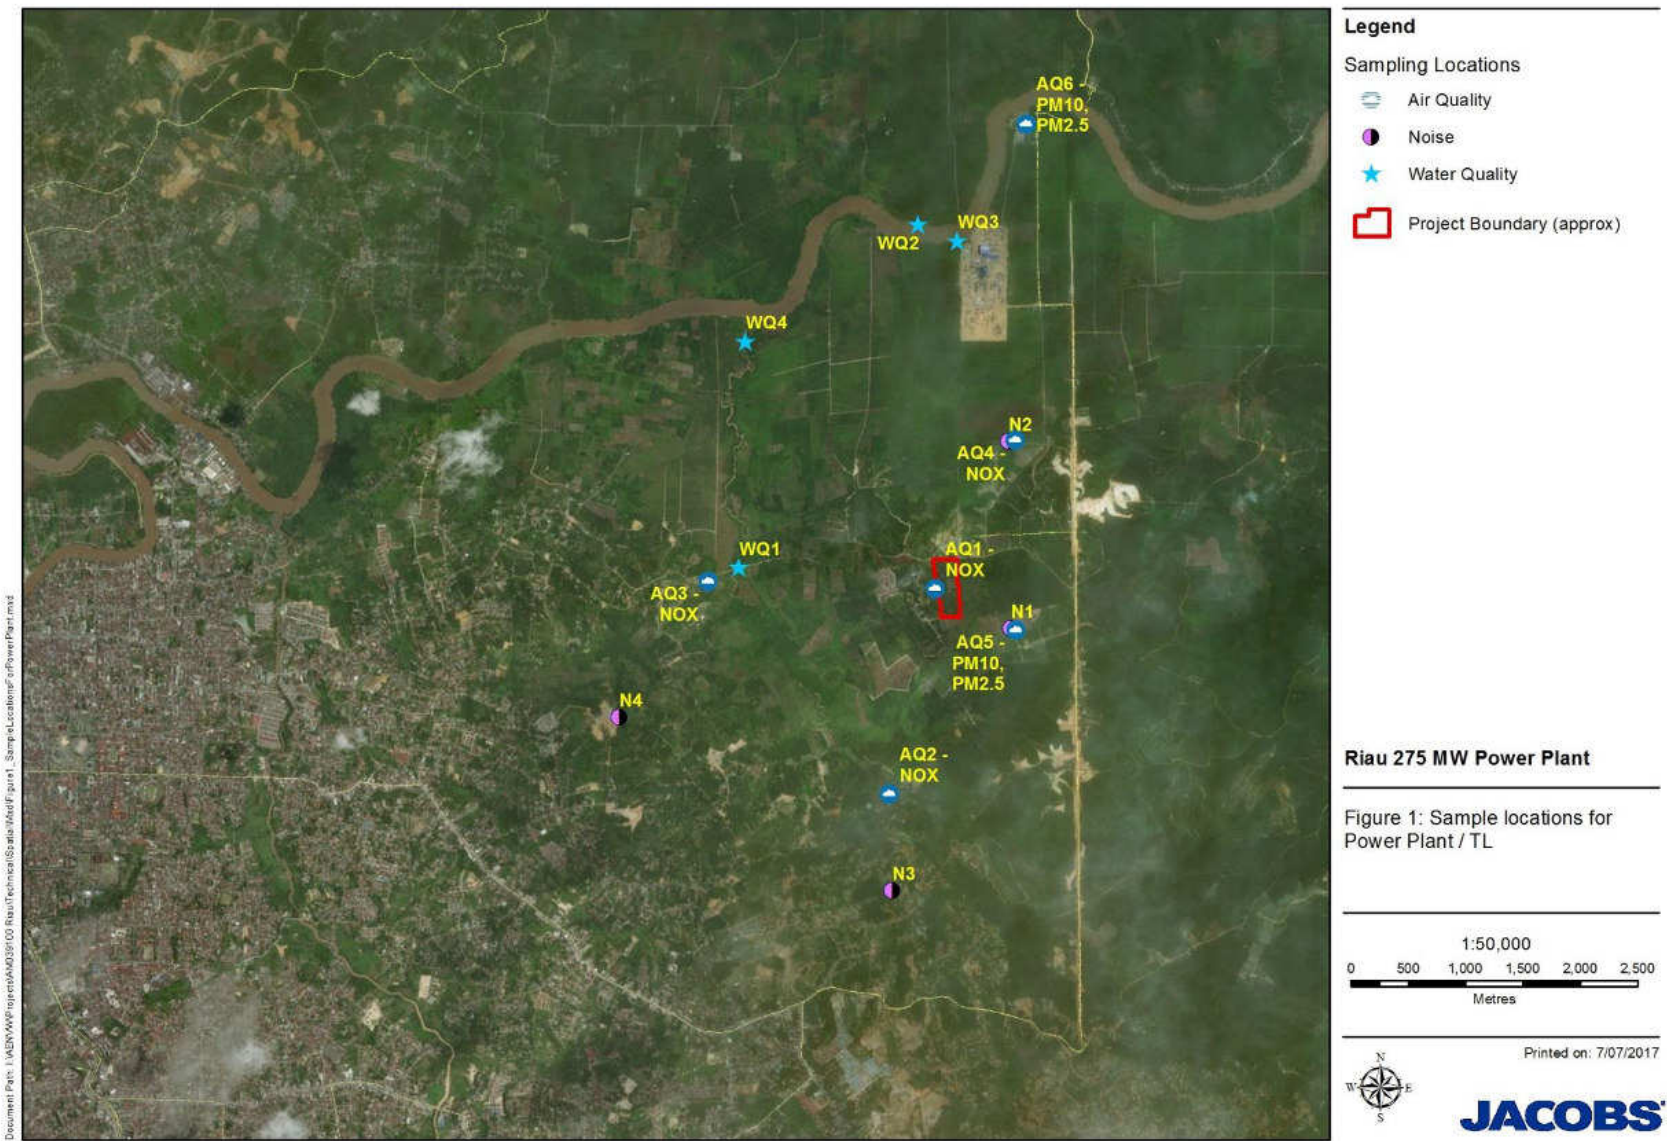 AQ6 -
PM10,
PM2.5
WQ3
WQ2
WQ4
N2
AQ4 -
NOX
WQ1
AQ1 -
NOX
AQ3 -
NOX
N1
AQ5 -
PM10,
PM2.5
N4
AQ2 -
NOX
N3
Legend
Sampling Locations
Air Quality
Noise
Water Quality
Project Boundary (approx)
Riau 275 MW Power Plant
Figure 1: Sample locations for
Power Plant / TL
1:50,000
0 500 1,000 1,500 2,000 2,500
Metres
Printed on: 7/07/2017
N
W E
S
JACOBS